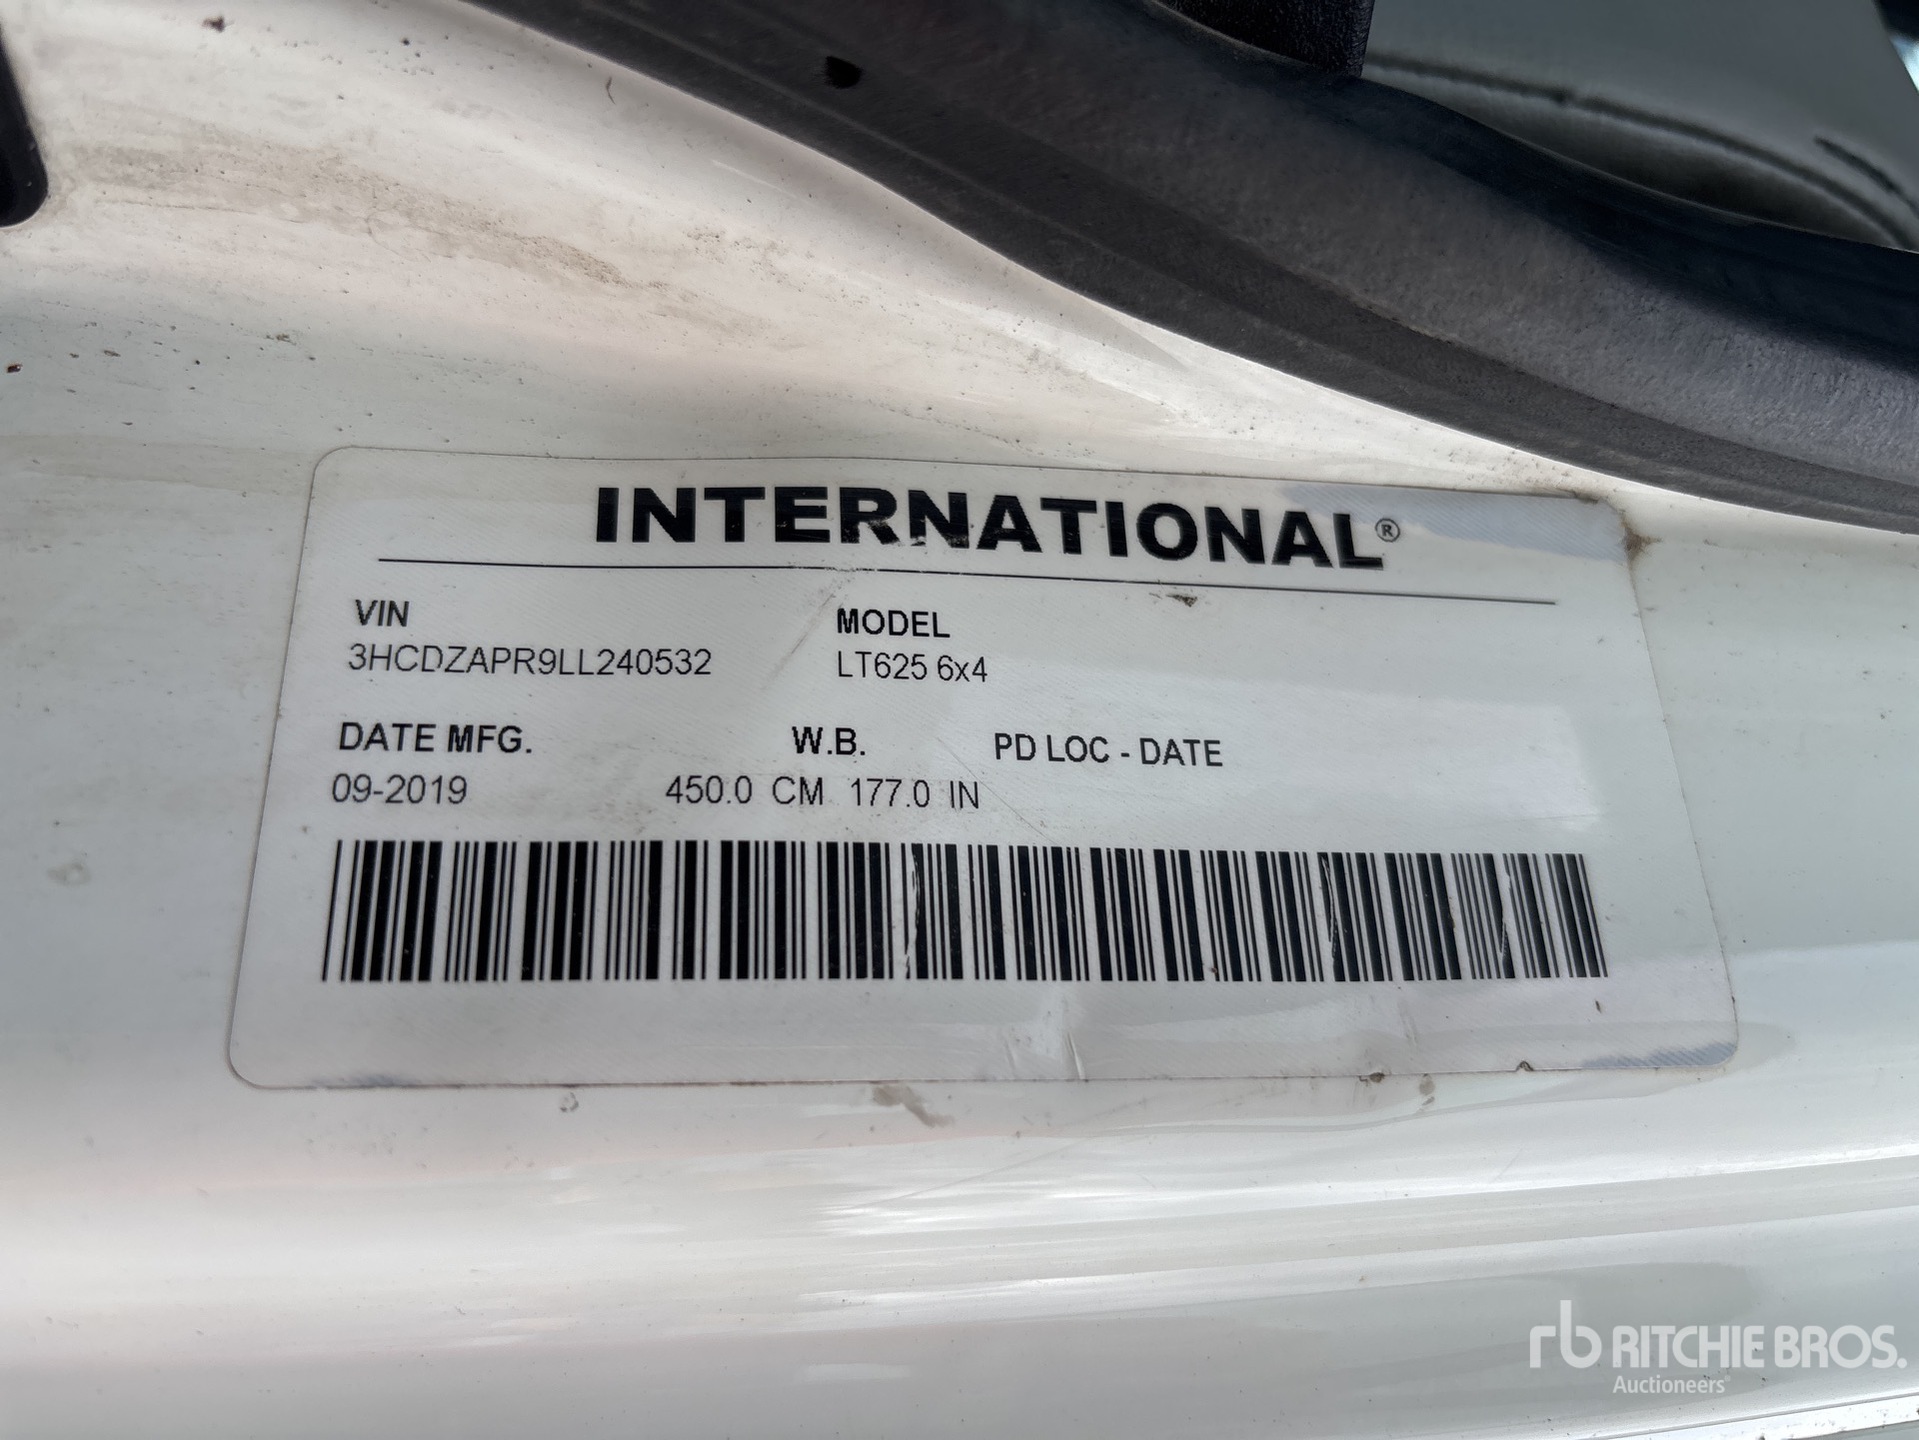 INTERNATIONAL®
VIN
3HCDZAPR9LL240532
MODEL
LT625 6x4
DATE MFG.
09-2019
W.B.
450.0 CM 177.0 IN
PD LOC - DATE
rb RITCHIE BROS.
Auctioneers